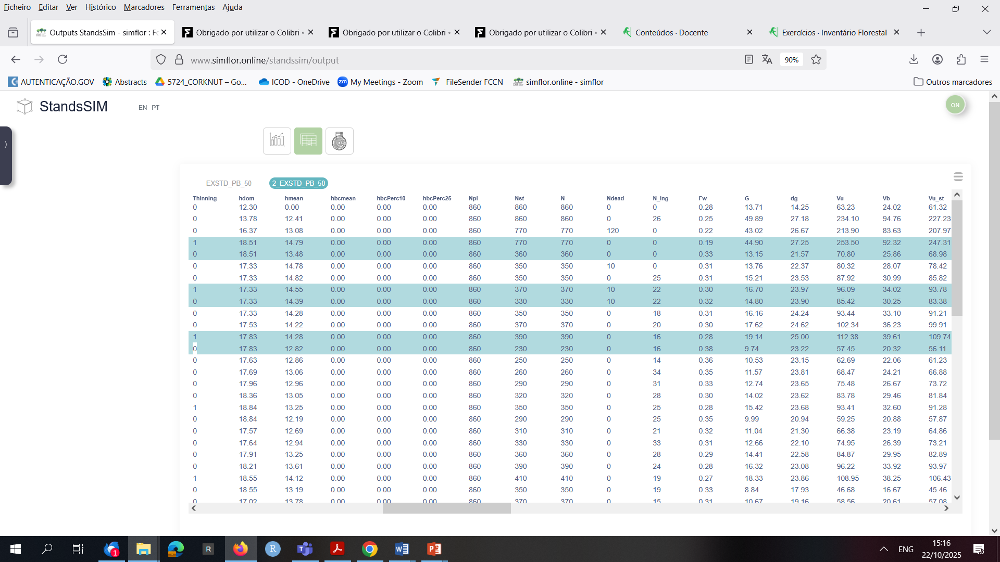 Ficheiro Editar Ver Histórico Marcadores Ferramentas Ajuda
Outputs StandsSim - simflor : Fo Obrigado por utilizar o Colibri • Obrigado por utilizar o Colibri • Obrigado por utilizar o Colibri • Conteúdos · Docente Exercícios · Inventário Florestal
www.simflor.online/standssim/output 90%
AUTENTICAÇÃO.GOV Abstracts 5724_CORKNUT – Go... ICOD - OneDrive My Meetings - Zoom FileSender FCCN simflor.online - simflor Outros marcadores
StandsSIM EN PT ON
EXSTD_PB_50 2_EXSTD_PB_50
Thinning hdom hmean hbcmean hbcPerc10 hbcPerc25 Npl Nst N Ndead N_ing Fw G dg Vu Vb Vu_st
0 12.30 0.00 0.00 0.00 0.00 860 860 860 0 0 0.28 13.71 14.25 63.23 24.02 61.32
0 13.78 12.41 0.00 0.00 0.00 860 860 860 0 26 0.25 49.89 27.18 234.10 94.76 227.23
0 16.37 13.08 0.00 0.00 0.00 860 770 770 120 0 0.22 43.02 26.67 213.90 83.63 207.97
1 18.51 14.79 0.00 0.00 0.00 860 770 770 0 0 0.19 44.90 27.25 253.50 92.32 247.31
0 18.51 13.48 0.00 0.00 0.00 860 360 360 0 0 0.33 13.15 21.57 70.80 25.86 68.98
0 17.33 14.78 0.00 0.00 0.00 860 350 350 10 0 0.31 13.76 22.37 80.32 28.07 78.42
0 17.33 14.82 0.00 0.00 0.00 860 350 350 0 25 0.31 15.21 23.53 87.92 30.99 85.82
1 17.33 14.55 0.00 0.00 0.00 860 370 370 10 22 0.30 16.70 23.97 96.09 34.02 93.78
0 17.33 14.39 0.00 0.00 0.00 860 330 330 10 22 0.32 14.80 23.90 85.42 30.25 83.38
0 17.33 14.28 0.00 0.00 0.00 860 350 350 0 18 0.31 16.16 24.24 93.44 33.10 91.21
0 17.53 14.22 0.00 0.00 0.00 860 370 370 0 20 0.30 17.62 24.62 102.34 36.23 99.91
1 17.83 14.28 0.00 0.00 0.00 860 390 390 0 16 0.28 19.14 25.00 112.38 39.61 109.74
0 17.83 12.82 0.00 0.00 0.00 860 230 230 0 16 0.38 9.74 23.22 57.45 20.32 56.11
0 17.63 12.86 0.00 0.00 0.00 860 250 250 0 14 0.36 10.53 23.15 62.69 22.06 61.23
0 17.69 13.06 0.00 0.00 0.00 860 260 260 0 34 0.35 11.57 23.81 68.47 24.21 66.88
0 17.96 12.96 0.00 0.00 0.00 860 290 290 0 31 0.33 12.74 23.65 75.48 26.67 73.72
0 18.36 13.05 0.00 0.00 0.00 860 320 320 0 28 0.30 14.02 23.62 83.78 29.46 81.84
1 18.84 13.25 0.00 0.00 0.00 860 350 350 0 25 0.28 15.42 23.68 93.41 32.60 91.28
0 18.84 12.19 0.00 0.00 0.00 860 290 290 0 25 0.35 9.99 20.94 59.25 20.88 57.87
0 17.57 12.69 0.00 0.00 0.00 860 310 310 0 21 0.32 11.04 21.30 66.38 23.19 64.86
0 17.64 12.94 0.00 0.00 0.00 860 330 330 0 33 0.31 12.66 22.10 74.95 26.39 73.21
0 17.91 13.25 0.00 0.00 0.00 860 360 360 0 28 0.29 14.41 22.58 84.87 29.95 82.89
0 18.21 13.61 0.00 0.00 0.00 860 390 390 0 24 0.28 16.32 23.08 96.22 33.92 93.97
1 18.55 14.12 0.00 0.00 0.00 860 410 410 0 19 0.27 18.33 23.86 108.95 38.25 106.43
0 18.55 13.19 0.00 0.00 0.00 860 350 350 0 19 0.33 8.84 17.93 46.68 16.67 45.46
0 17.02 13.78 0.00 0.00 0.00 860 370 370 0 15 0.31 10.67 19.16 58.56 20.61 57.08
ENG 15:16
22/10/2025